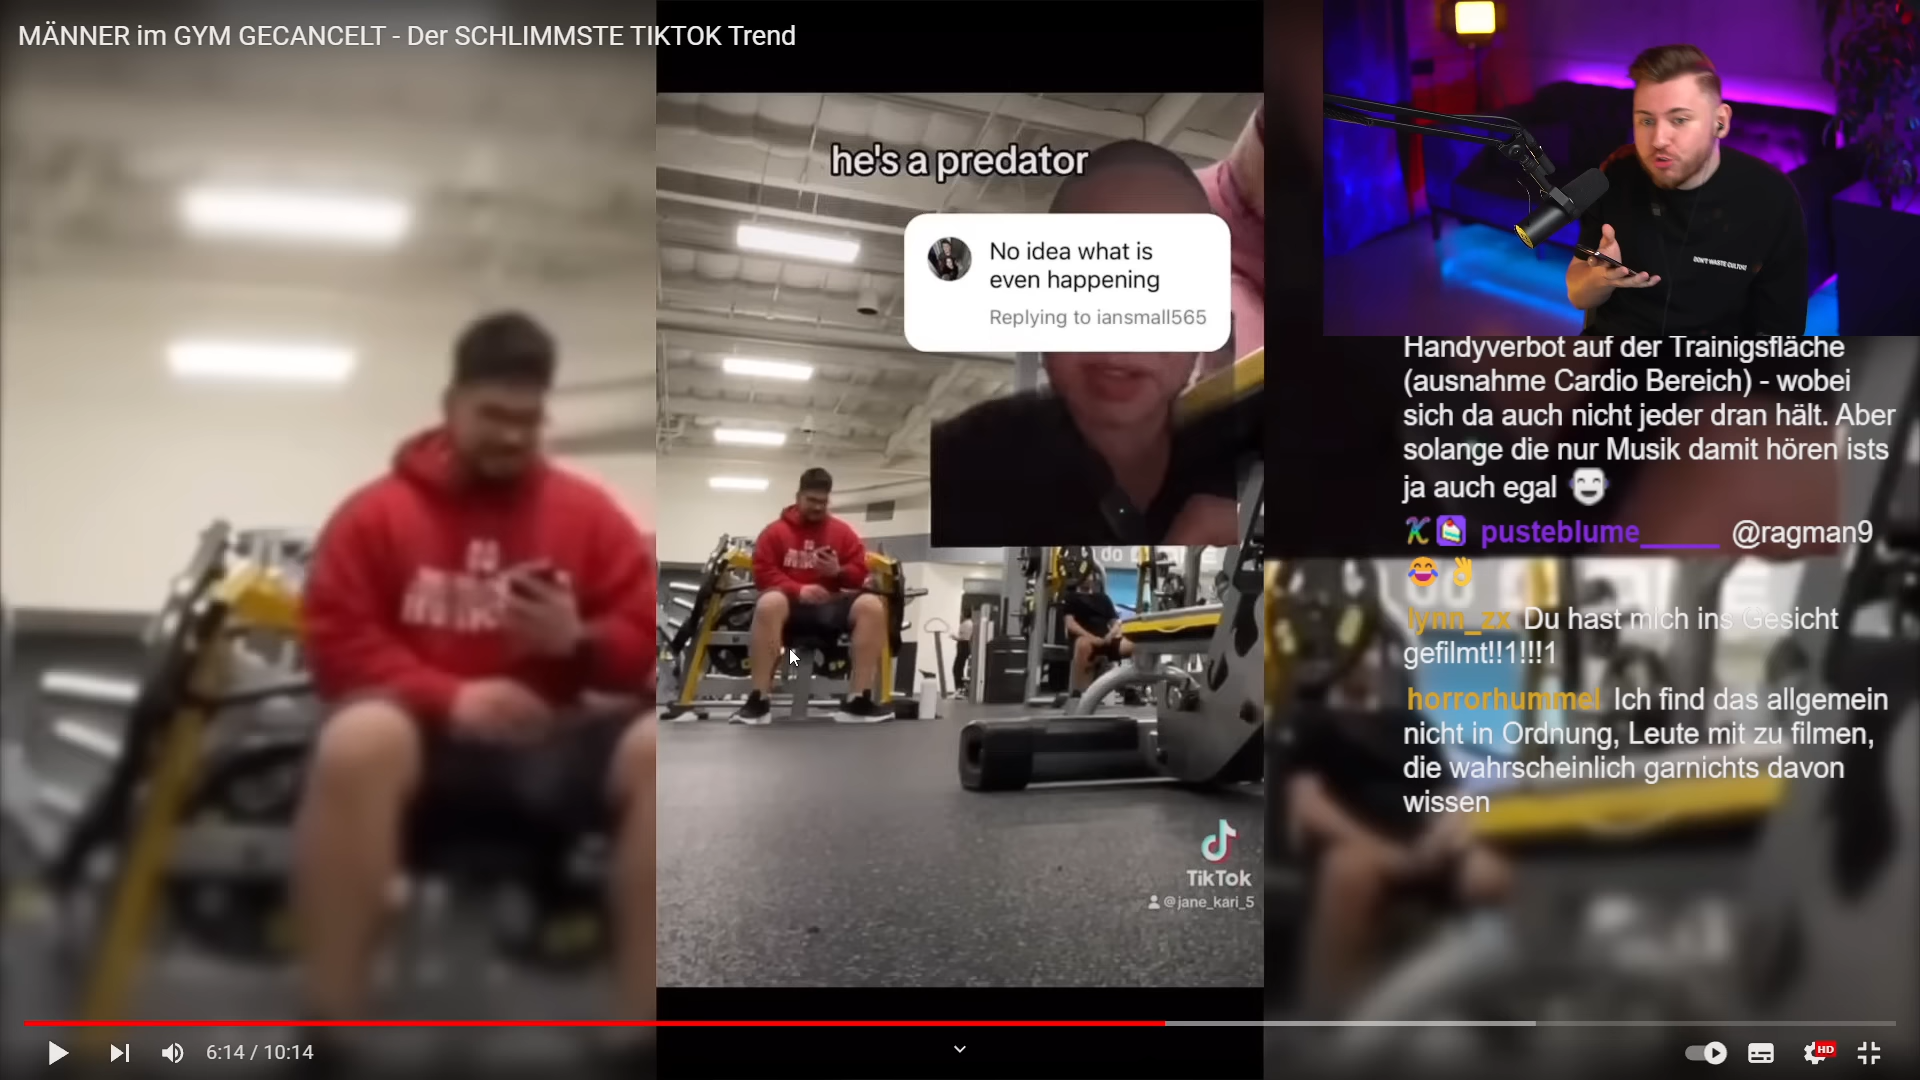 MÄNNER im GYM GECANCELT - Der SCHLIMMSTE TIKTOK Trend
he's a predator
No idea what is
even happening
Replying to iansmall565
DON'T WASTE CULTURE
Handyverbot auf der Trainigsfläche
(ausnahme Cardio Bereich) - wobei
sich da auch nicht jeder dran hält. Aber
solange die nur Musik damit hören ists
ja auch egal
pusteblume_____ @ragman9
lynn_zx Du hast mich ins Gesicht
gefilmt!!1!!!1
horrorhummel Ich find das allgemein
nicht in Ordnung, Leute mit zu filmen,
die wahrscheinlich garnichts davon
wissen
TikTok
@jane_kari_5
6:14 / 10:14
HD